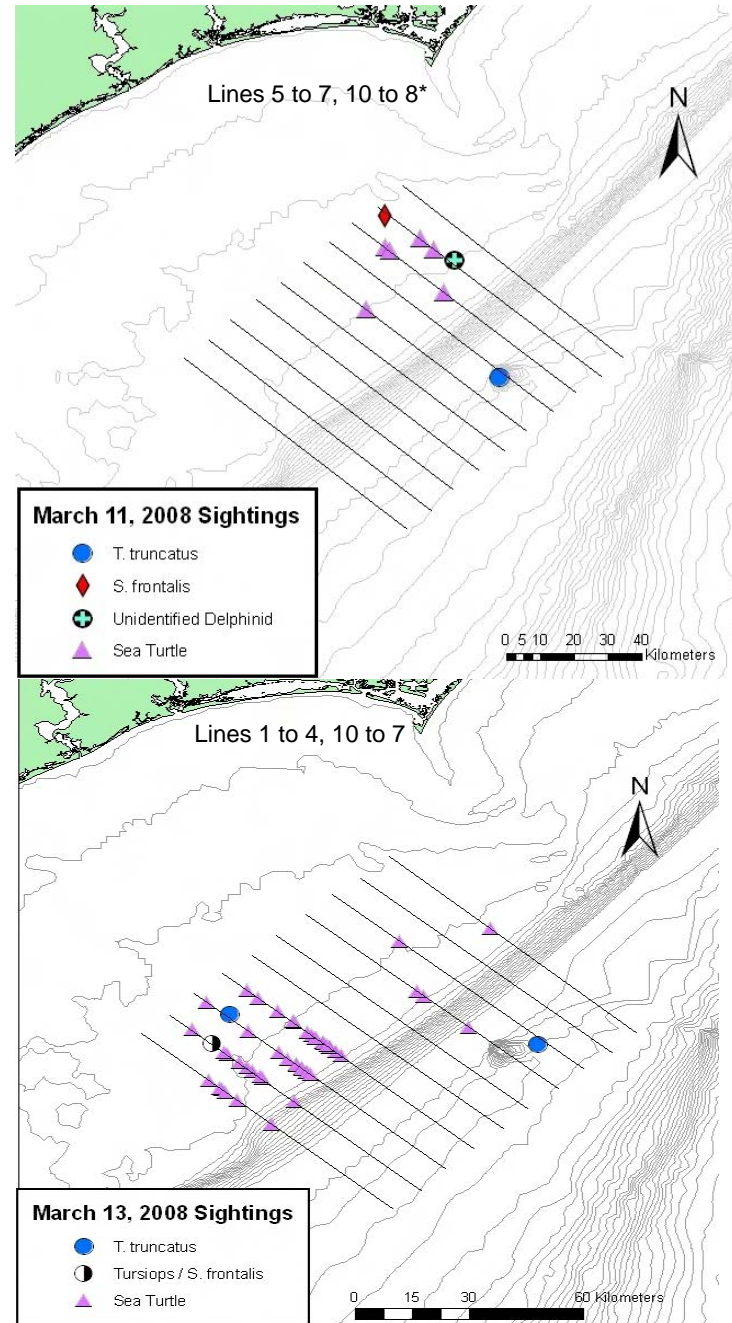 Lines 5 to 7, 10 to 8*
N
March 11, 2008 Sightings
T. truncatus
S. frontalis
Unidentified Delphinid
Sea Turtle
0 5 10 20 30 40
Kilometers
Lines 1 to 4, 10 to 7
N
March 13, 2008 Sightings
T. truncatus
Tursiops / S. frontalis
Sea Turtle
0 15 30 60 Kilometers